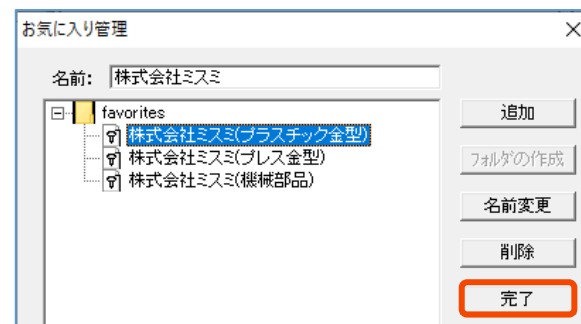 お気に入り管理
名前: 株式会社ミスミ
追加
favorites
株式会社ミスミ(プラスチック金型)
株式会社ミスミ(プレス金型)
フォルダの作成
株式会社ミスミ(機械部品)
名前変更
削除
完了